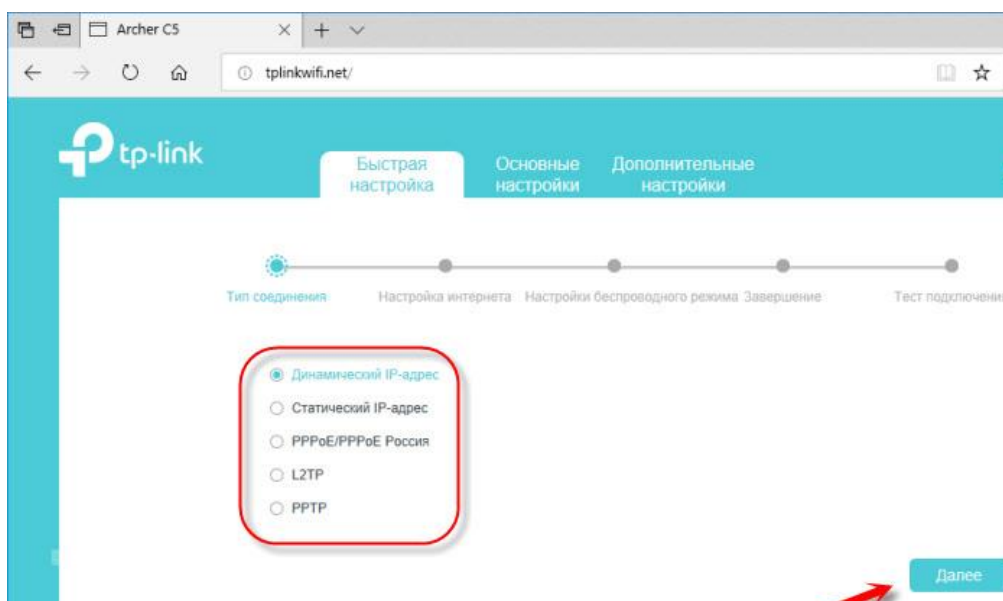 Archer C5
tplinkwifi.net/
tp-link
Быстрая
настройка
Основные
настройки
Дополнительные
настройки
Тип соединения
Настройка интернета
Настройки беспроводного режима
Завершение
Тест подключени
Динамический IP-адрес
Статический IP-адрес
PPPoE/PPPoE Россия
L2TP
PPTP
Далее